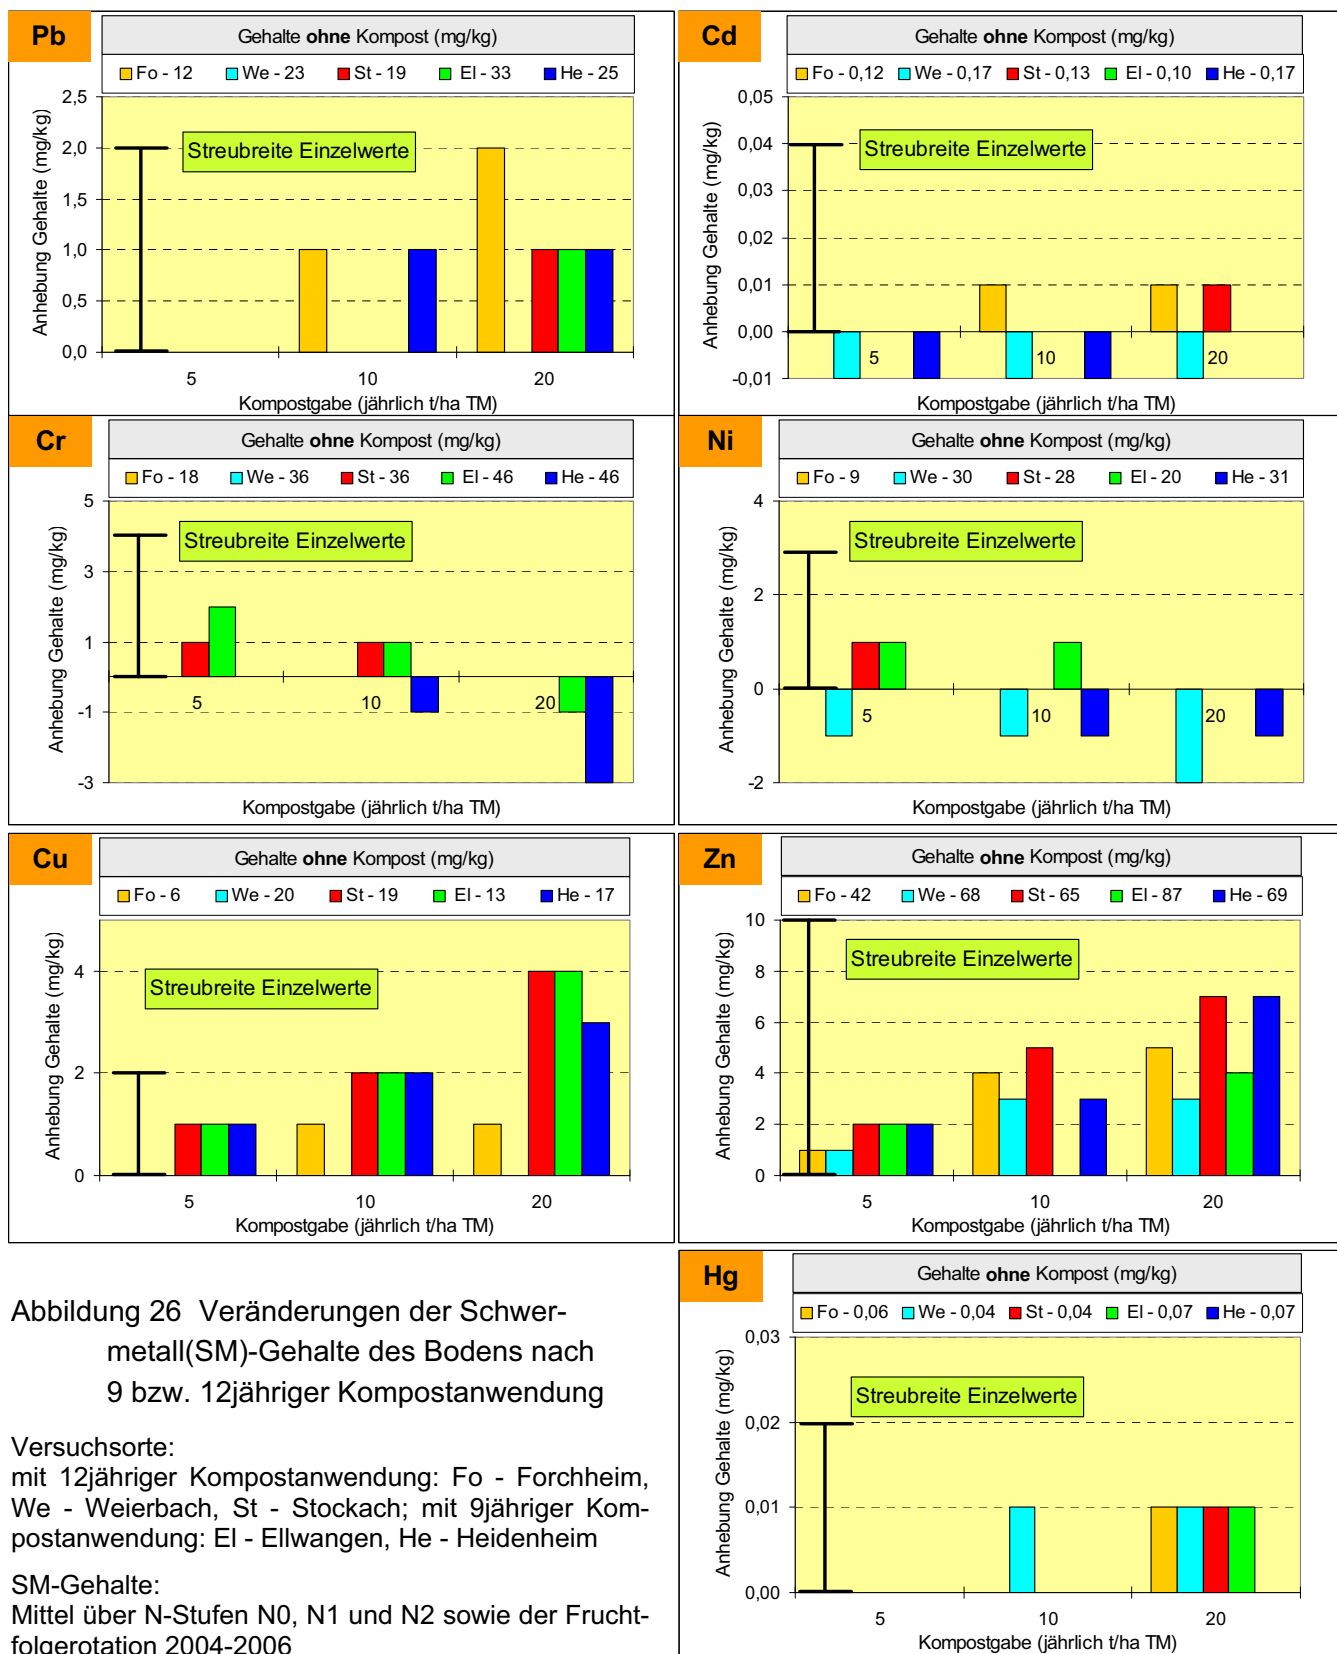 Pb
Gehalte ohne Kompost (mg/kg)
Fo - 12 We - 23 St - 19 El - 33 He - 25
Anhebung Gehalte (mg/kg)
2,5
2,0
1,5
1,0
0,5
0,0
Streubreite Einzelwerte
5 10 20
Kompostgabe (jährlich t/ha TM)
Cd
Gehalte ohne Kompost (mg/kg)
Fo - 0,12 We - 0,17 St - 0,13 El - 0,10 He - 0,17
Anhebung Gehalte (mg/kg)
0,05
0,04
0,03
0,02
0,01
0,00
-0,01
Streubreite Einzelwerte
5 10 20
Kompostgabe (jährlich t/ha TM)
Cr
Gehalte ohne Kompost (mg/kg)
Fo - 18 We - 36 St - 36 El - 46 He - 46
Anhebung Gehalte (mg/kg)
5
3
1
-1
-3
Streubreite Einzelwerte
5 10 20
Kompostgabe (jährlich t/ha TM)
Ni
Gehalte ohne Kompost (mg/kg)
Fo - 9 We - 30 St - 28 El - 20 He - 31
Anhebung Gehalte (mg/kg)
4
2
0
-2
Streubreite Einzelwerte
5 10 20
Kompostgabe (jährlich t/ha TM)
Cu
Gehalte ohne Kompost (mg/kg)
Fo - 6 We - 20 St - 19 El - 13 He - 17
Anhebung Gehalte (mg/kg)
4
2
0
Streubreite Einzelwerte
5 10 20
Kompostgabe (jährlich t/ha TM)
Zn
Gehalte ohne Kompost (mg/kg)
Fo - 42 We - 68 St - 65 El - 87 He - 69
Anhebung Gehalte (mg/kg)
10
8
6
4
2
0
Streubreite Einzelwerte
5 10 20
Kompostgabe (jährlich t/ha TM)
Hg
Gehalte ohne Kompost (mg/kg)
Fo - 0,06 We - 0,04 St - 0,04 El - 0,07 He - 0,07
Anhebung Gehalte (mg/kg)
0,03
0,02
0,01
0,00
Streubreite Einzelwerte
5 10 20
Kompostgabe (jährlich t/ha TM)
Abbildung 26 Veränderungen der Schwer-
metall(SM)-Gehalte des Bodens nach
9 bzw. 12jähriger Kompostanwendung
Versuchsorte:
mit 12jähriger Kompostanwendung: Fo - Forchheim,
We - Weierbach, St - Stockach; mit 9jähriger Kom-
postanwendung: El - Ellwangen, He - Heidenheim
SM-Gehalte:
Mittel über N-Stufen N0, N1 und N2 sowie der Frucht-
folgerotation 2004-2006